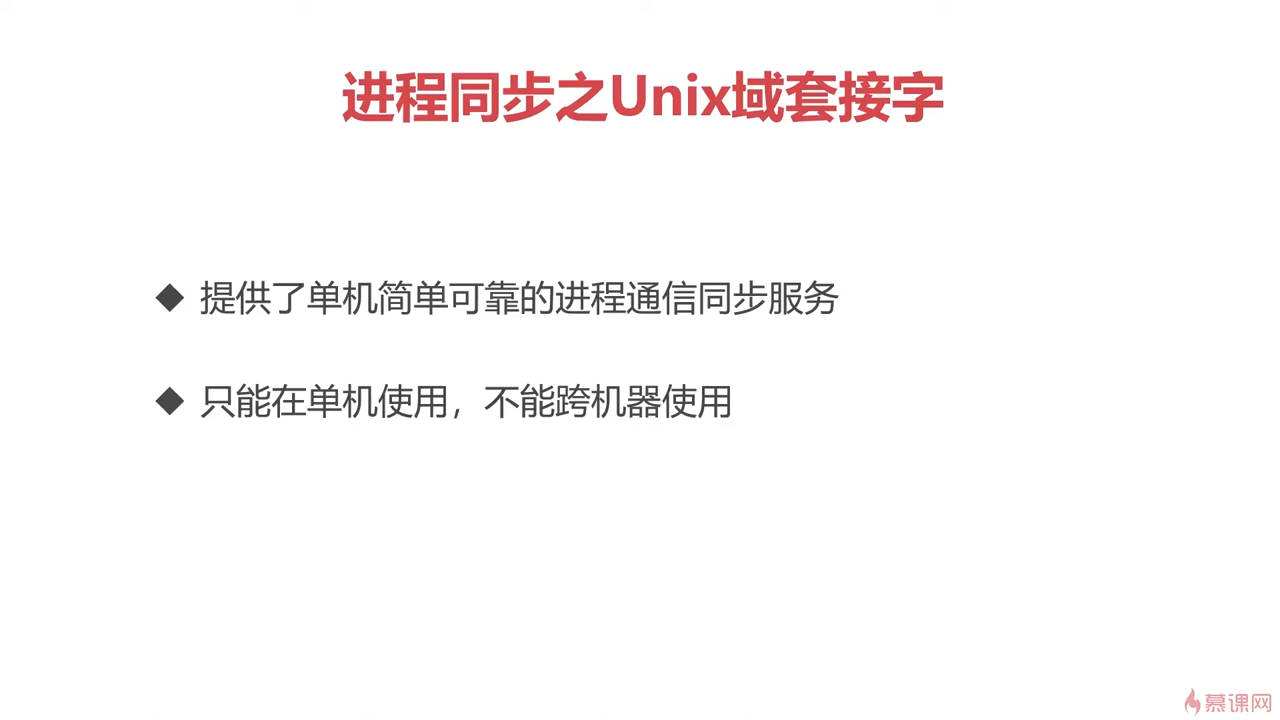 进程同步之Unix域套接字
◆ 提供了单机简单可靠的进程通信同步服务
◆ 只能在单机使用，不能跨机器使用
慕课网